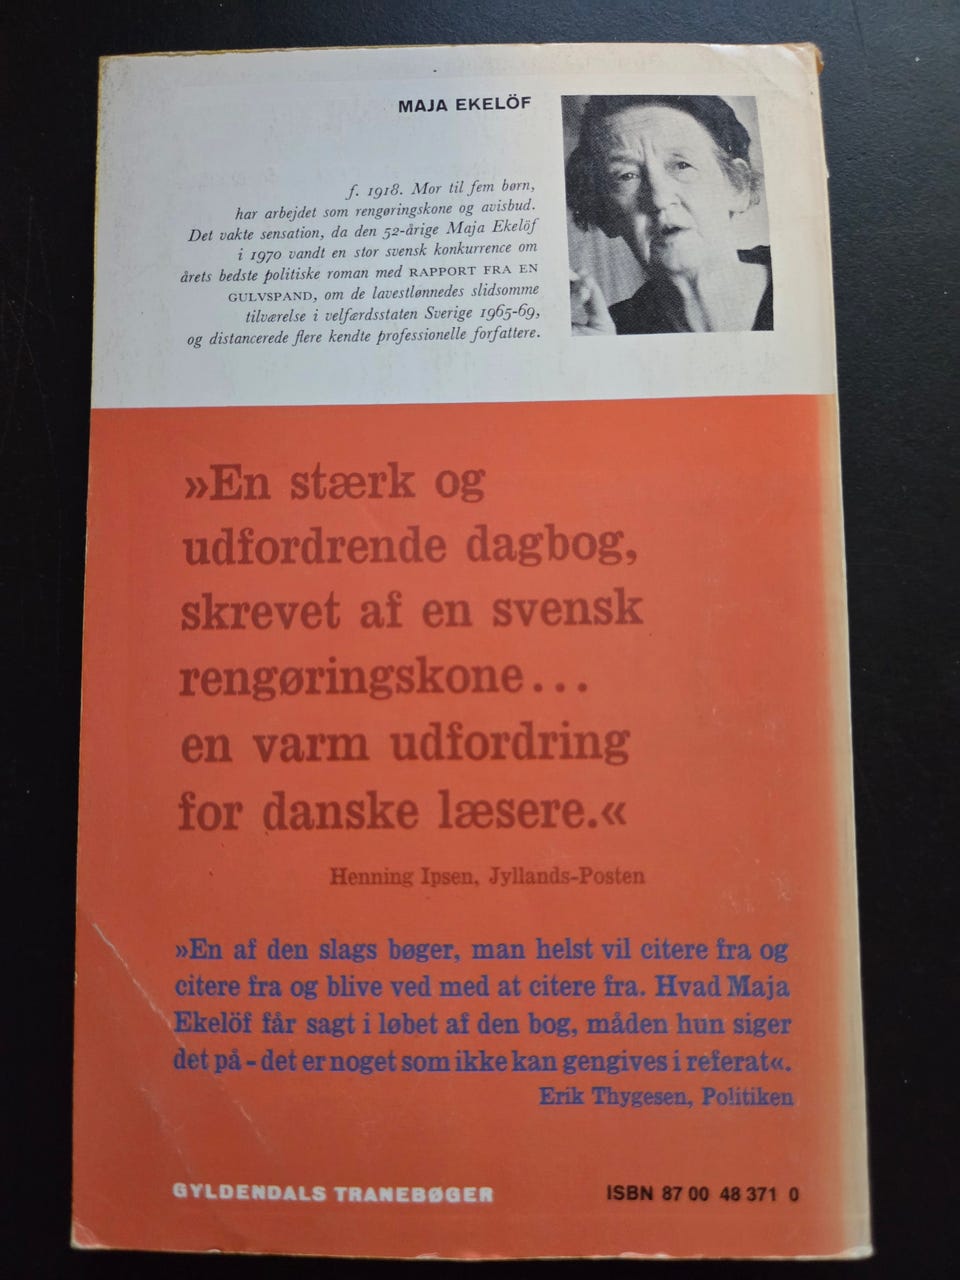 MAJA EKELÖF
f. 1918. Mor til fem børn,
har arbejdet som rengøringskone og avisbud.
Det vakte sensation, da den 52-årige Maja Ekelöf
i 1970 vandt en stor svensk konkurrence om
årets bedste politiske roman med RAPPORT FRA EN
GULVSPAND, om de lavestlønnedes slidsomme
tilværelse i velfærdsstaten Sverige 1965-69,
og distancerede flere kendte professionelle forfattere.
»En stærk og
udfordrende dagbog,
skrevet af en svensk
rengøringskone...
en varm udfordring
for danske læsere.«
Henning Ipsen, Jyllands-Posten
»En af den slags bøger, man helst vil citere fra og
citere fra og blive ved med at citere fra. Hvad Maja
Ekelöf får sagt i løbet af den bog, måden hun siger
det på - det er noget som ikke kan gengives i referat«.
Erik Thygesen, Politiken
GYLDENDALS TRANEBØGER
ISBN 87 00 48 371 0